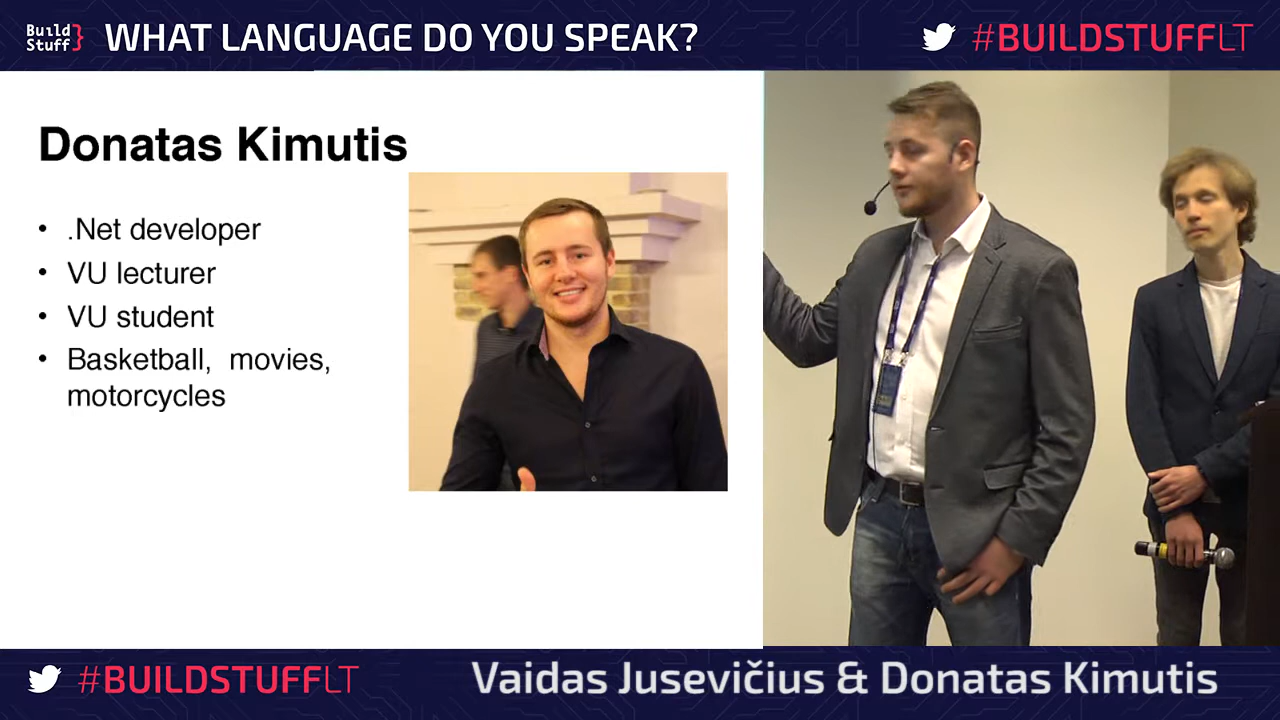 Build Stuff}
WHAT LANGUAGE DO YOU SPEAK?
#BUILDSTUFFLT
Donatas Kimutis
• .Net developer
• VU lecturer
• VU student
• Basketball, movies,
motorcycles
#BUILDSTUFFLT
Vaidas Jusevičius & Donatas Kimutis